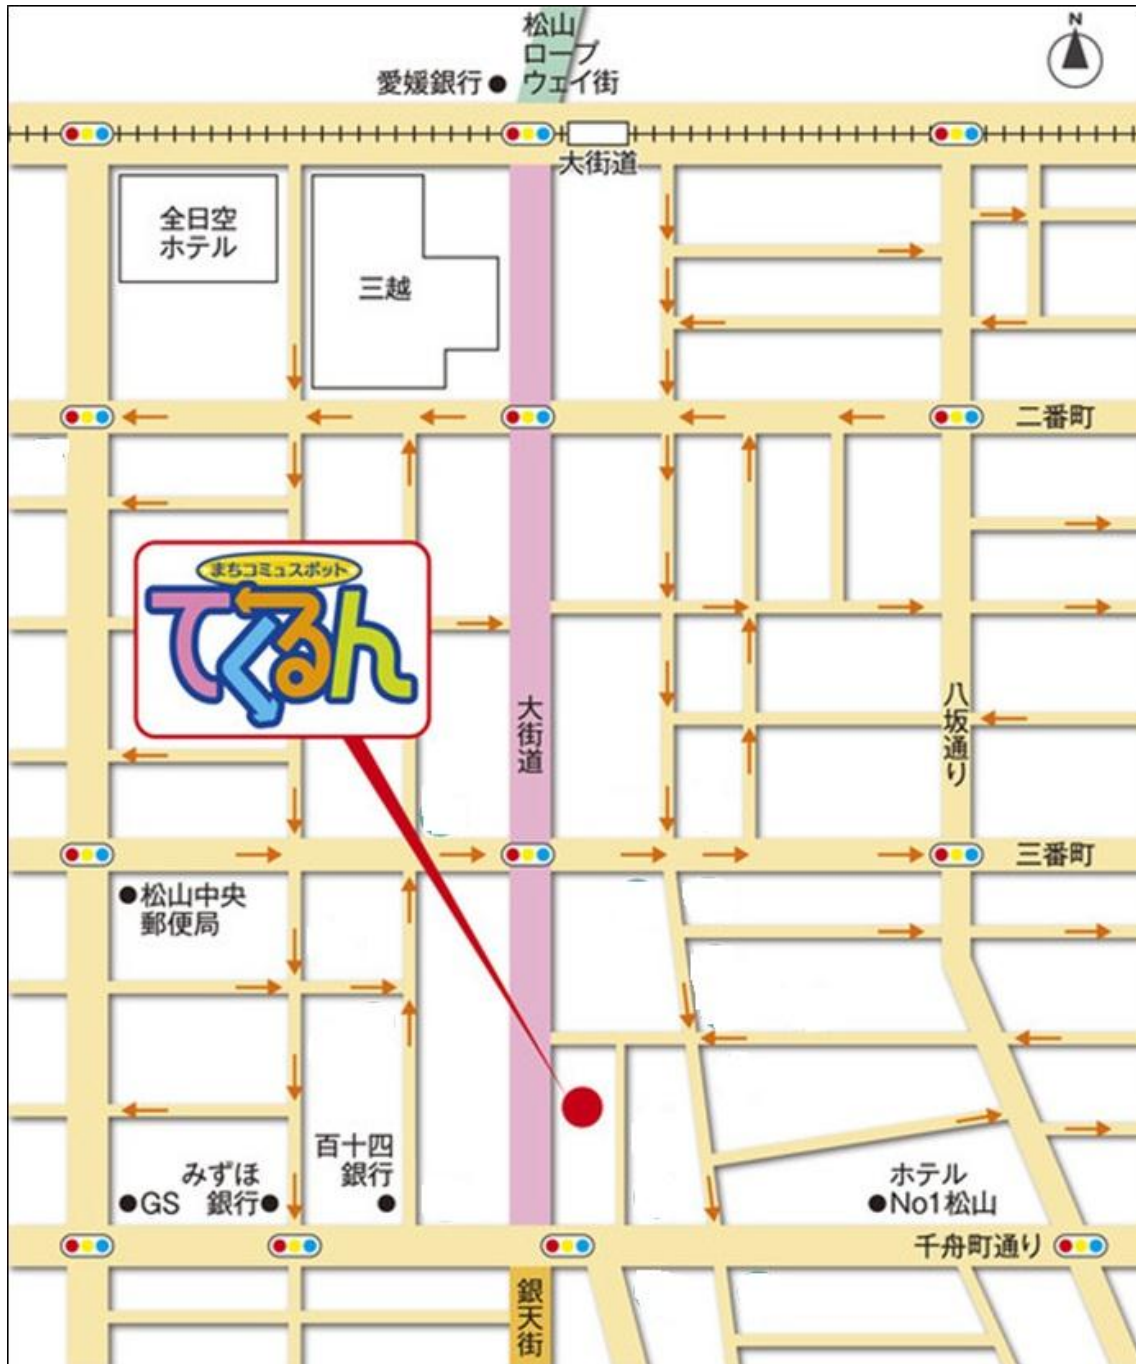 松山
ロープ
ウェイ街
N
愛媛銀行
大街道
全日空
ホテル
三越
二番町
まちコミュスポット
てくるん
大街道
八坂通り
三番町
松山中央
郵便局
百十四
銀行
みずほ
銀行
GS
ホテル
No1松山
千舟町通り
銀天街